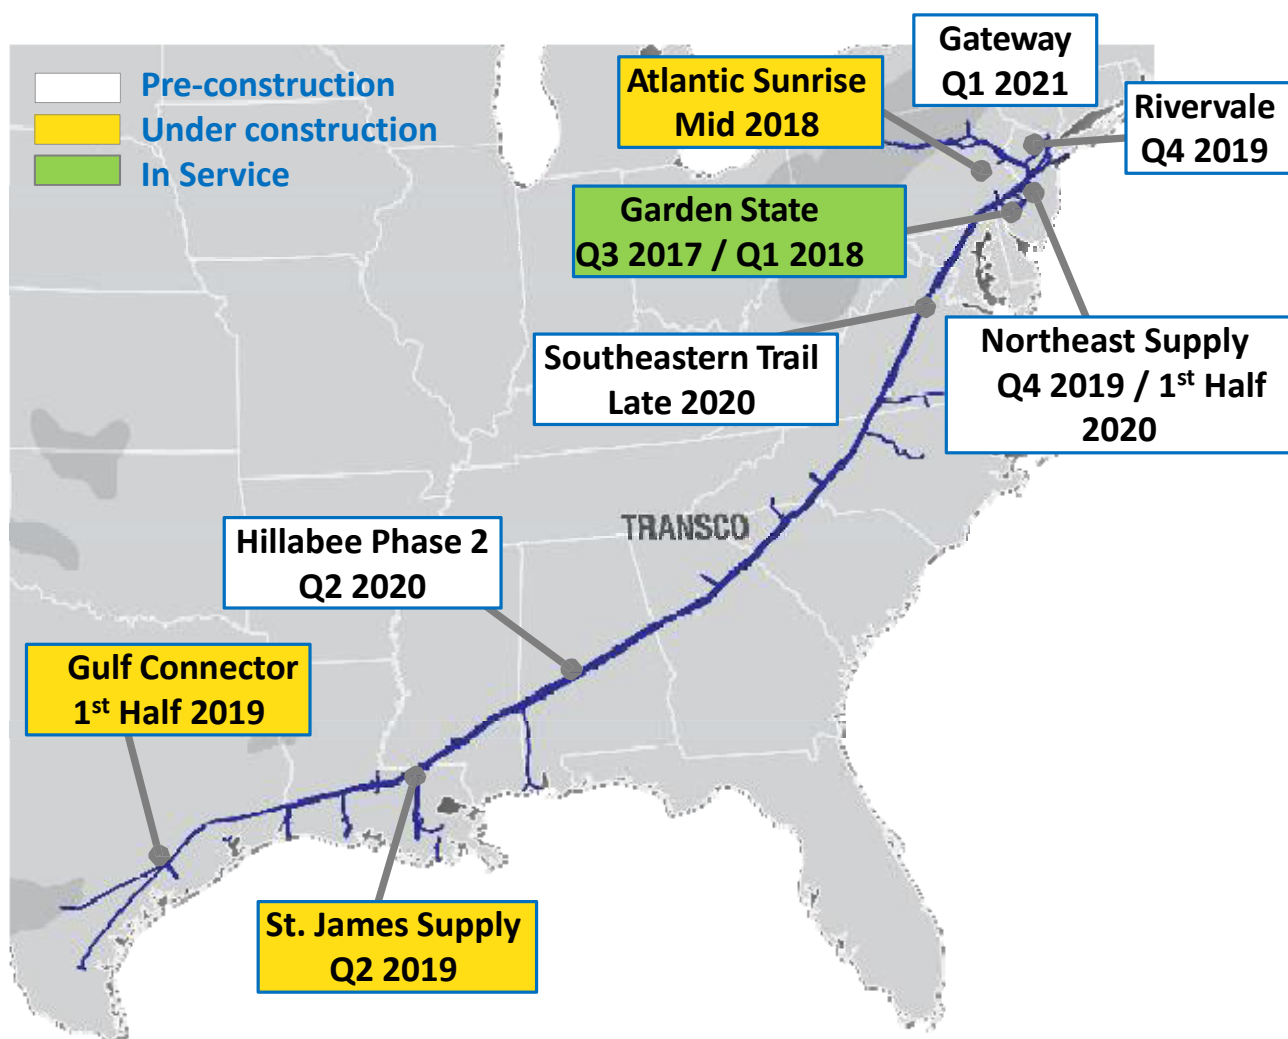 Pre-construction
Under construction
In Service
Gateway
Q1 2021
Atlantic Sunrise
Mid 2018
Rivervale
Q4 2019
Garden State
Q3 2017 / Q1 2018
Southeastern Trail
Late 2020
Northeast Supply
Q4 2019 / 1st Half
2020
TRANSCO
Hillabee Phase 2
Q2 2020
Gulf Connector
1st Half 2019
St. James Supply
Q2 2019